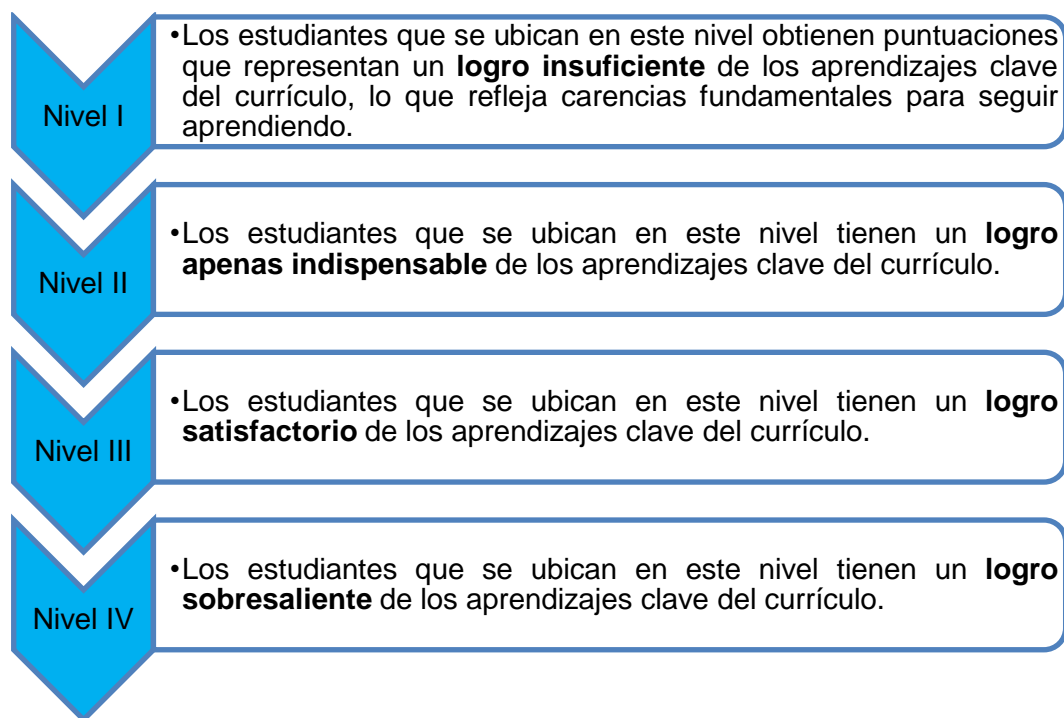 Nivel I
•Los estudiantes que se ubican en este nivel obtienen puntuaciones
que representan un logro insuficiente de los aprendizajes clave
del currículo, lo que refleja carencias fundamentales para seguir
aprendiendo.
Nivel II
•Los estudiantes que se ubican en este nivel tienen un logro
apenas indispensable de los aprendizajes clave del currículo.
Nivel III
•Los estudiantes que se ubican en este nivel tienen un logro
satisfactorio de los aprendizajes clave del currículo.
Nivel IV
•Los estudiantes que se ubican en este nivel tienen un logro
sobresaliente de los aprendizajes clave del currículo.